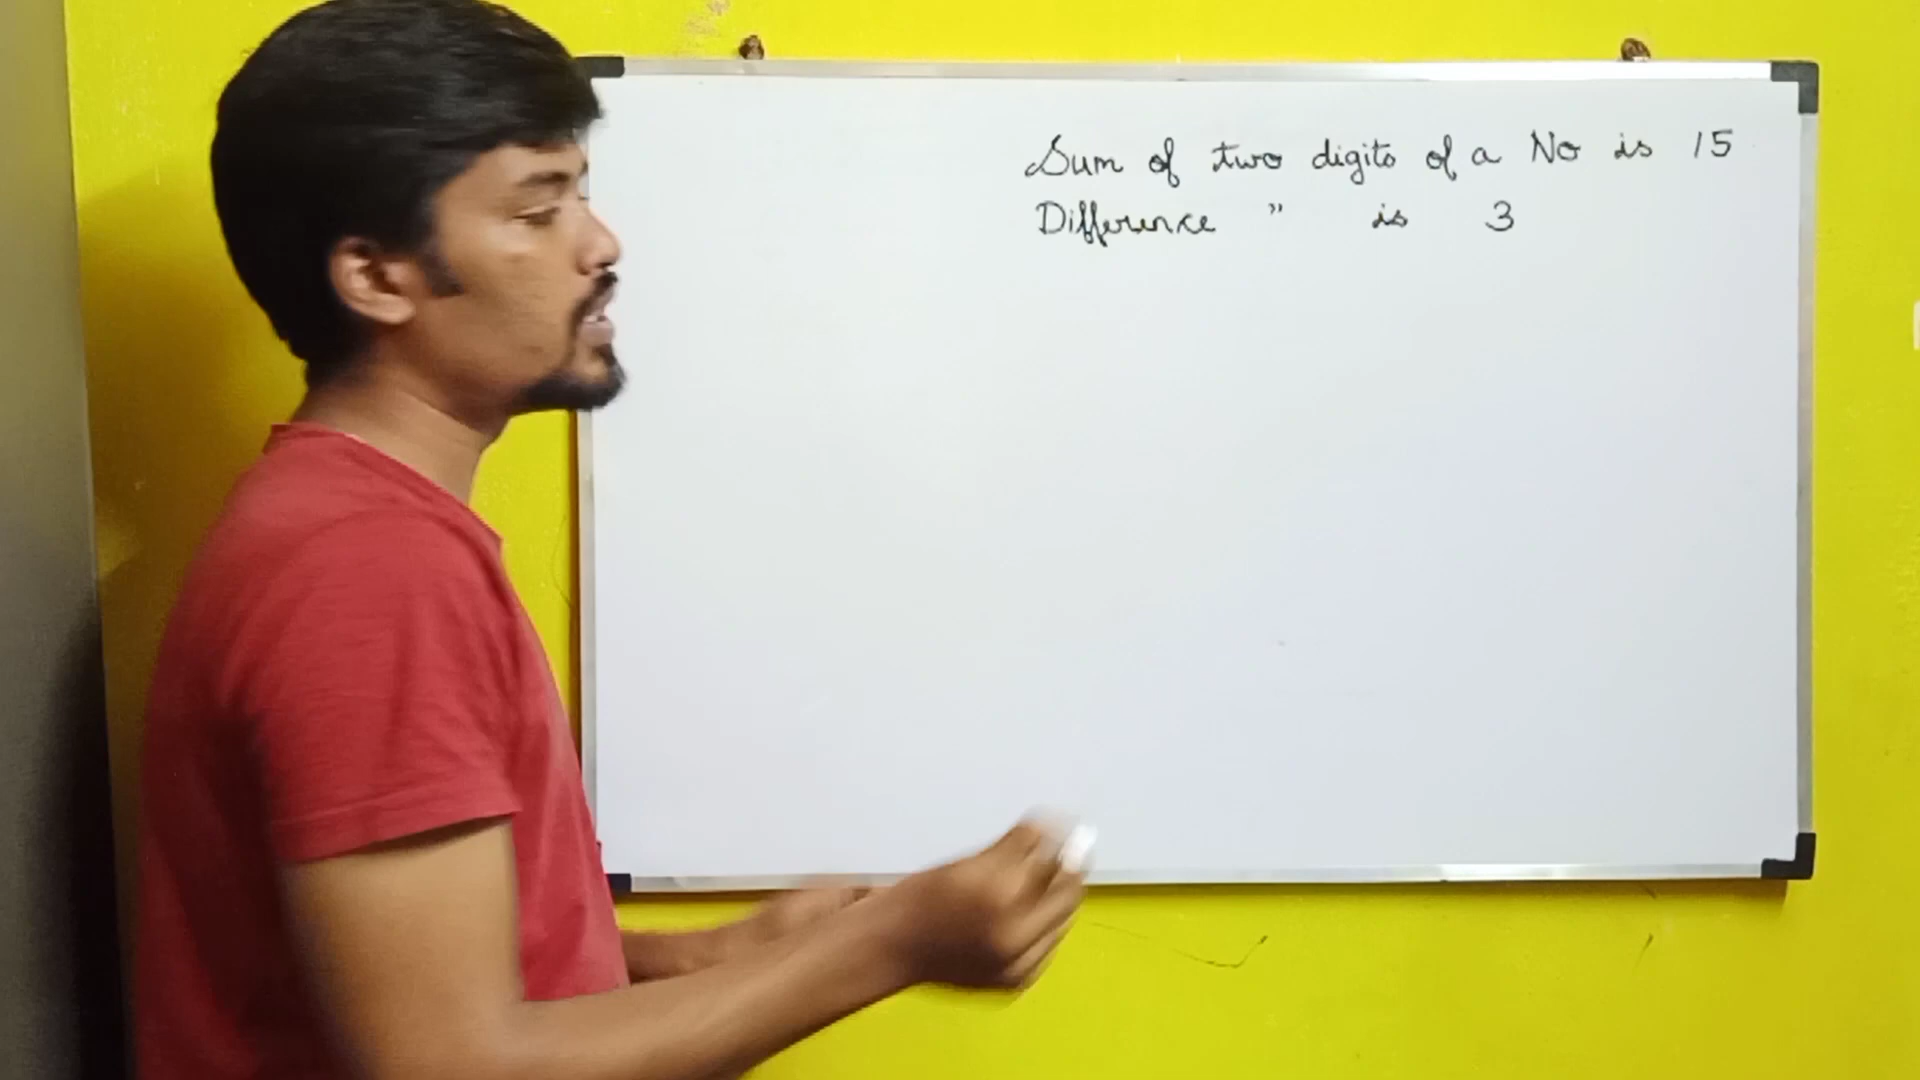 Sum of two digits of a No is 15
Difference " is 3